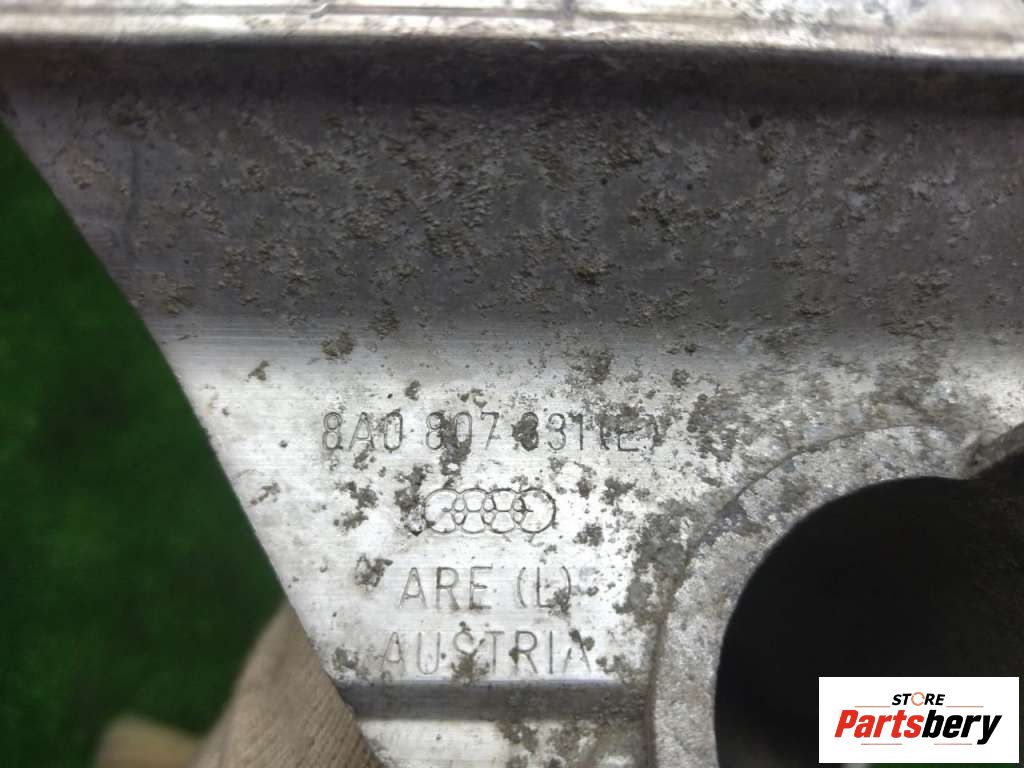 8A0 807 331 (E)
ARE (L)
AUSTRIA
STORE
Partsbery